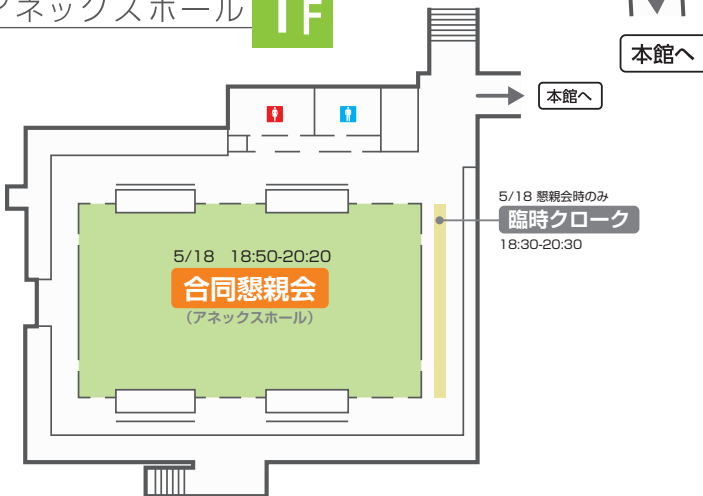 アネックスホール 1F
本館へ
本館へ
5/18 懇親会時のみ
臨時クローク
18:30-20:30
5/18 18:50-20:20
合同懇親会
（アネックスホール）